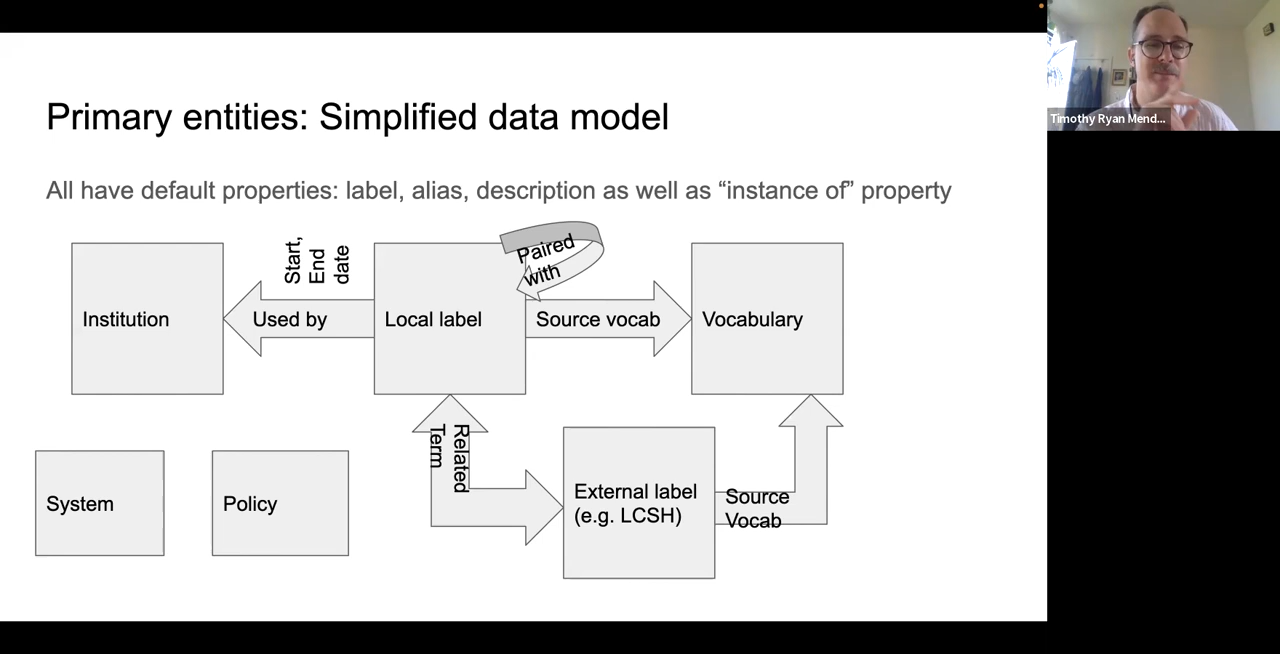 Primary entities: Simplified data model
Timothy Ryan Mend...
All have default properties: label, alias, description as well as “instance of” property
Start,
End
date
Paired
with
Institution
Used by
Local label
Source vocab
Vocabulary
Related
Term
System
Policy
External label
(e.g. LCSH)
Source
Vocab